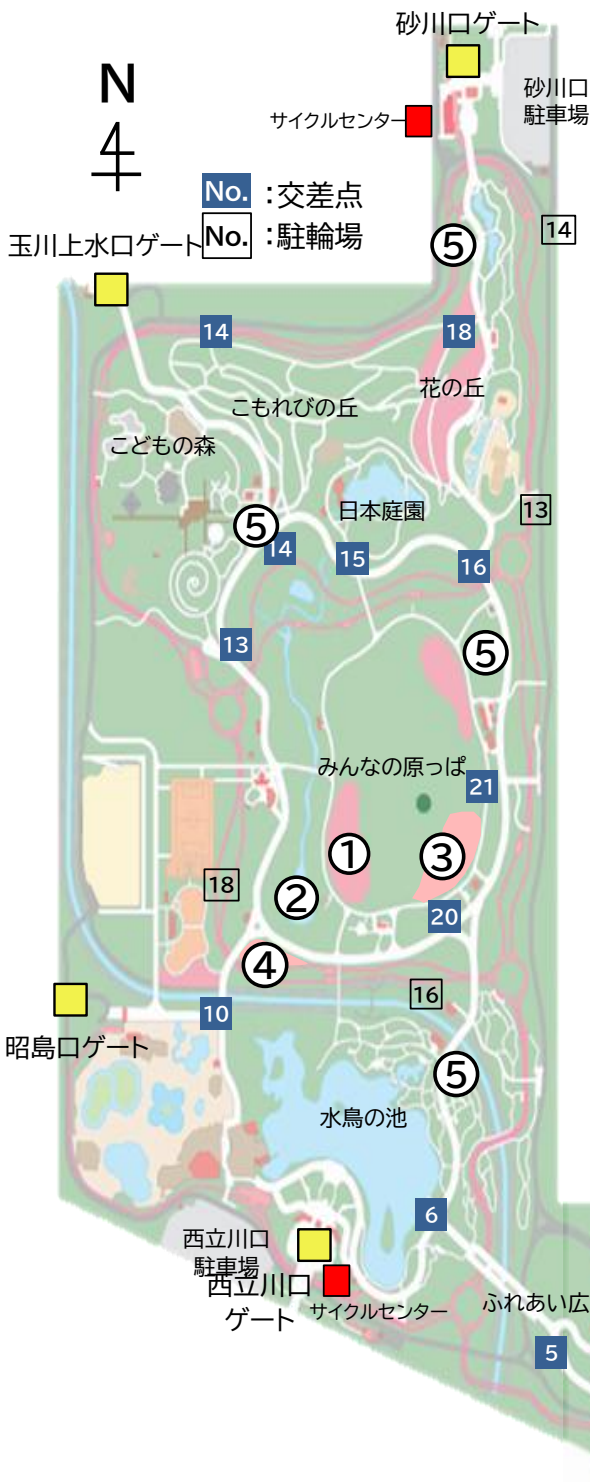 砂川口ゲート
N
砂川口
駐車場
サイクルセンター
No. :交差点
No. :駐輪場
14
⑤
玉川上水口ゲート
14
18
花の丘
こもれびの丘
こどもの森
日本庭園
13
⑤
14
15
16
13
⑤
みんなの原っぱ
21
①
③
18
②
20
④
16
10
昭島口ゲート
⑤
水鳥の池
6
西立川口
駐車場
西立川口
ゲート
サイクルセンター
ふれあい広
5